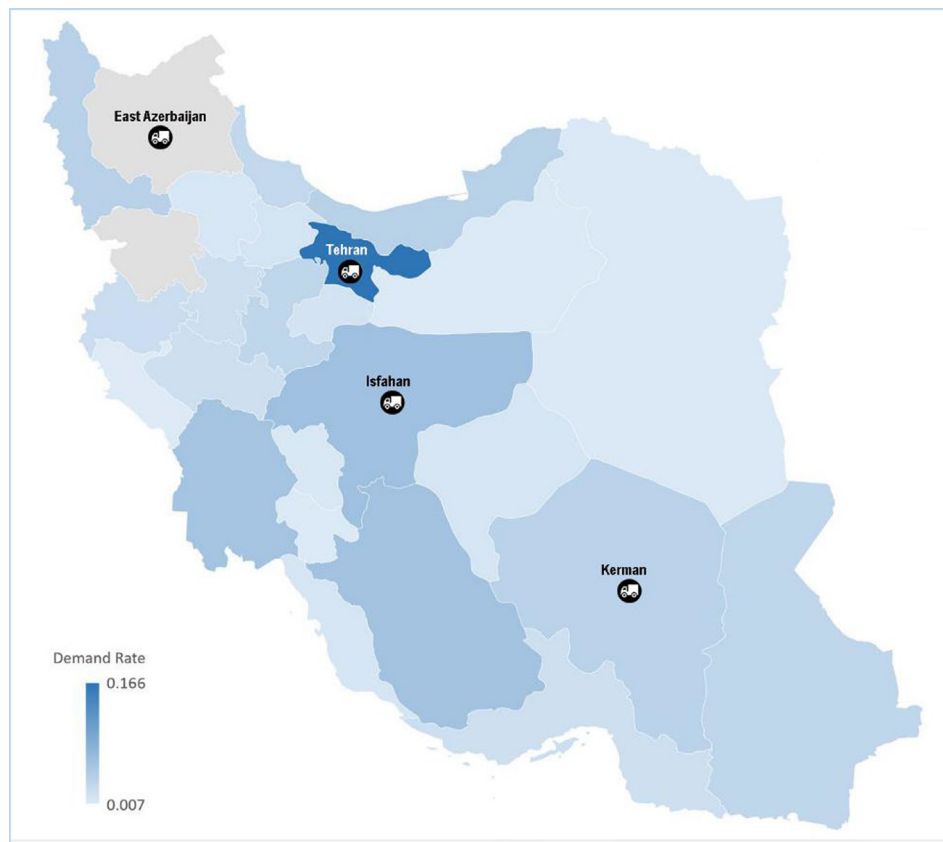 East Azerbaijan
Tehran
Isfahan
Kerman
Demand Rate
0.166
0.007